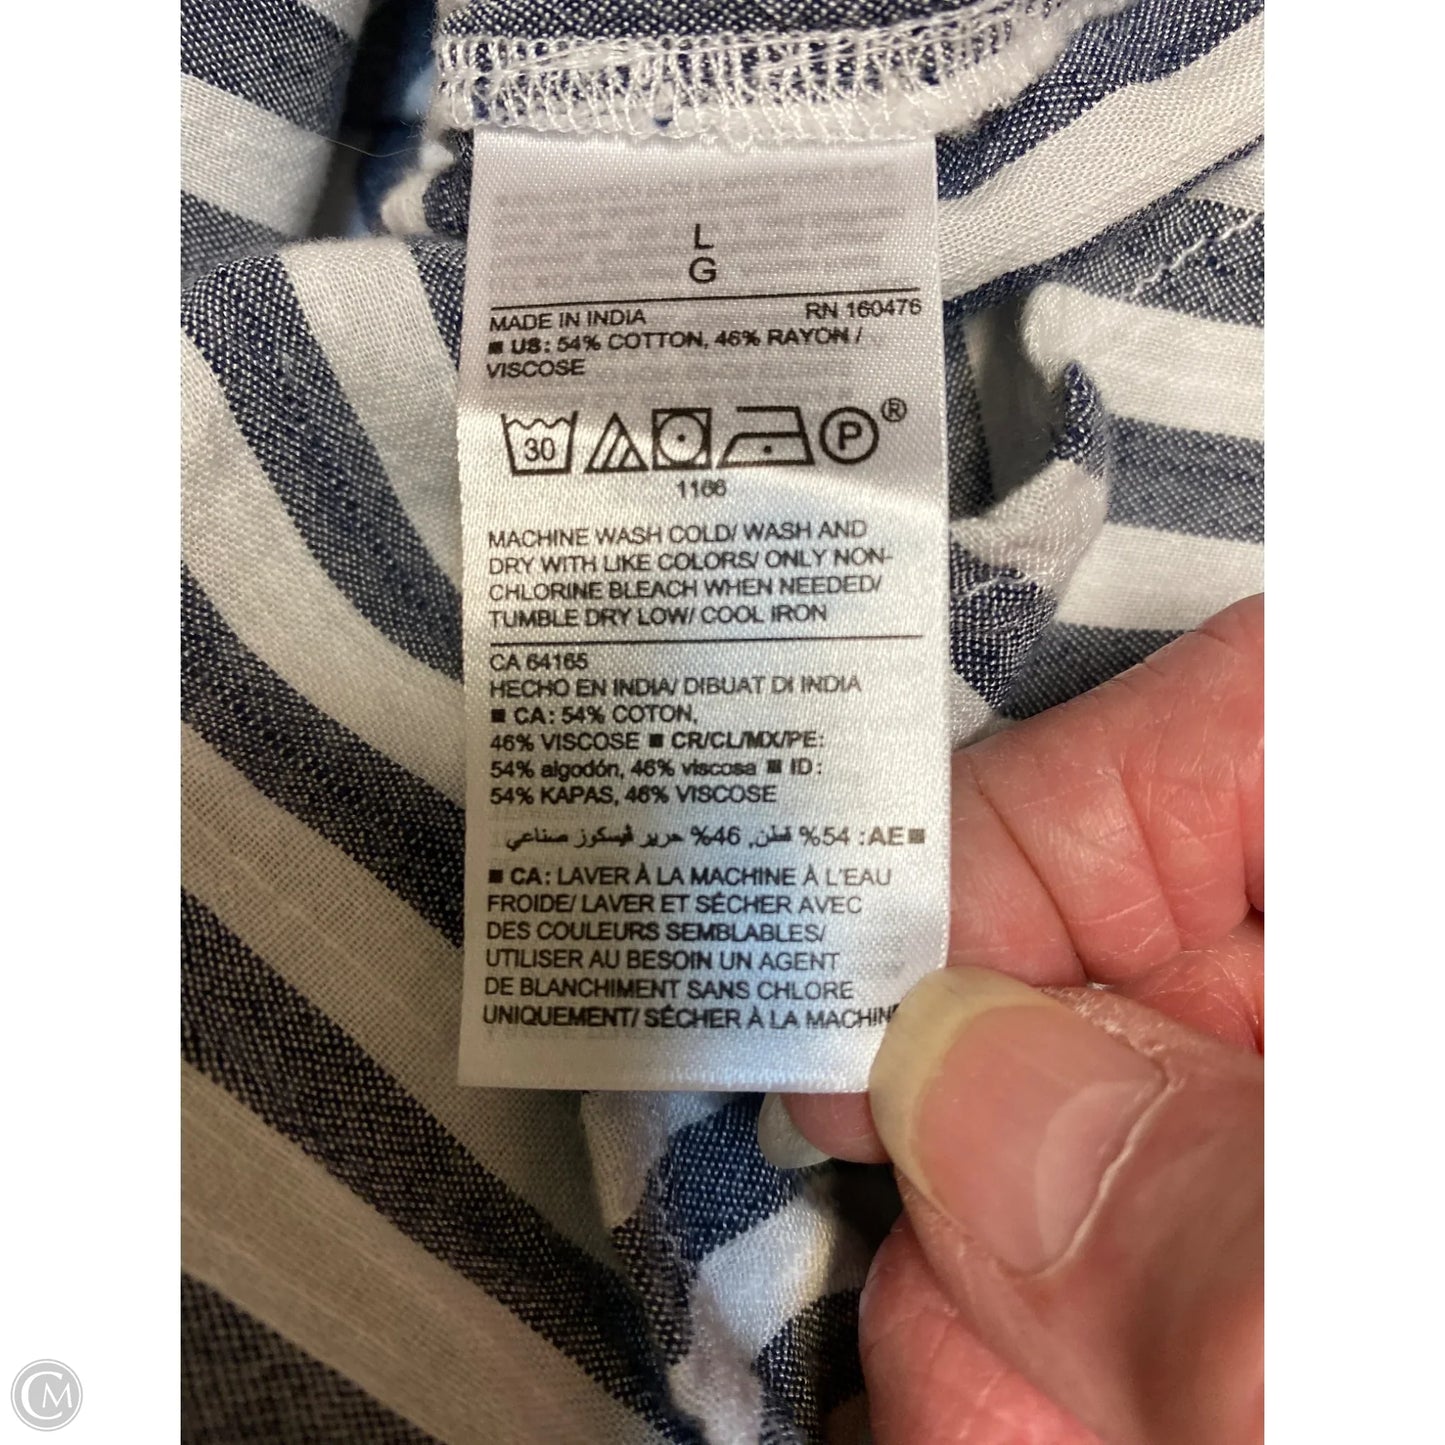 L
G
MADE IN INDIA RN 160476
■ US: 54% COTTON, 46% RAYON /
VISCOSE
30 P®
1166
MACHINE WASH COLD/ WASH AND
DRY WITH LIKE COLORS/ ONLY NON-
CHLORINE BLEACH WHEN NEEDED/
TUMBLE DRY LOW/ COOL IRON
CA 64165
HECHO EN INDIA/ DIBUAT DI INDIA
■ CA: 54% COTON,
46% VISCOSE ■ CR/CL/MX/PE:
54% algodón, 46% viscosa ■ ID:
54% KAPAS, 46% VISCOSE
■AE: 54% قطن, 46% حرير ڤيسكوز صناعي
■ CA: LAVER À LA MACHINE À L'EAU
FROIDE/ LAVER ET SÉCHER AVEC
DES COULEURS SEMBLABLES/
UTILISER AU BESOIN UN AGENT
DE BLANCHIMENT SANS CHLORE
UNIQUEMENT/ SÉCHER À LA MACHIN
CM